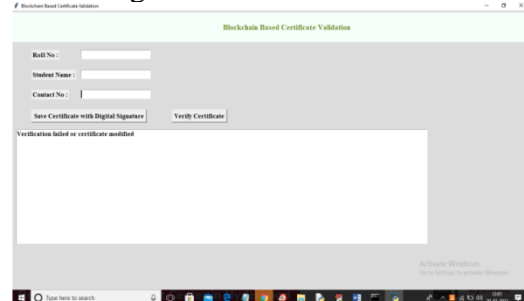 Blockchain Based Certificate Validation
Blockchain Based Certificate Validation
Roll No :
Student Name :
Contact No :
Save Certificate with Digital Signature Verify Certificate
Verification failed or certificate modified
Activate Windows
Go to Settings to activate Windows.
Type here to search